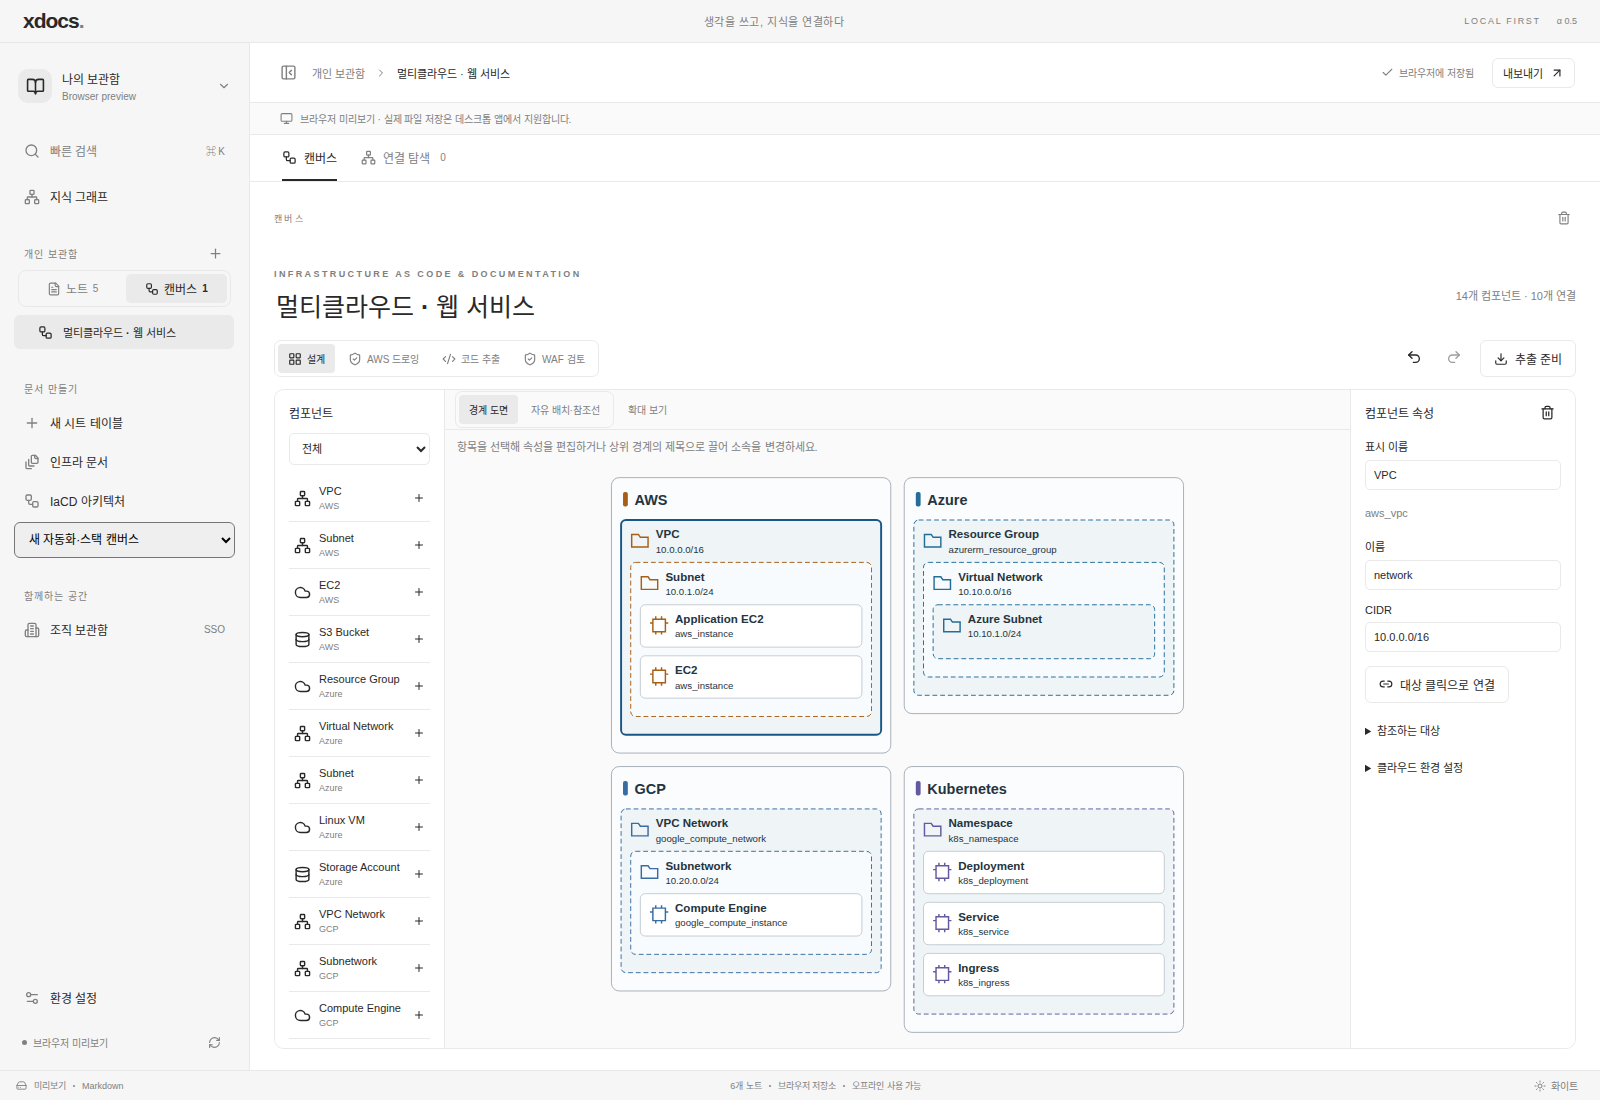 xdocs.
생각을 쓰고, 지식을 연결하다
LOCAL FIRST α 0.5
나의 보관함
Browser preview
빠른 검색 ⌘K
지식 그래프
개인 보관함
노트 5 캔버스 1
멀티클라우드 · 웹 서비스
문서 만들기
새 시트 테이블
인프라 문서
IaCD 아키텍처
새 자동화·스택 캔버스
함께하는 공간
조직 보관함 SSO
환경 설정
브라우저 미리보기
개인 보관함 > 멀티클라우드 · 웹 서비스
브라우저에 저장됨 내보내기
브라우저 미리보기 · 실제 파일 저장은 데스크톱 앱에서 지원합니다.
캔버스 연결 탐색 0
캔버스
INFRASTRUCTURE AS CODE & DOCUMENTATION
멀티클라우드 · 웹 서비스
14개 컴포넌트 · 10개 연결
설계 AWS 드로잉 코드 추출 WAF 검토
추출 준비
컴포넌트
전체
VPC
AWS
Subnet
AWS
EC2
AWS
S3 Bucket
AWS
Resource Group
Azure
Virtual Network
Azure
Subnet
Azure
Linux VM
Azure
Storage Account
Azure
VPC Network
GCP
Subnetwork
GCP
Compute Engine
GCP
경계 도면 자유 배치·참조선 확대 보기
항목을 선택해 속성을 편집하거나 상위 경계의 제목으로 끌어 소속을 변경하세요.
AWS
VPC
10.0.0.0/16
Subnet
10.0.1.0/24
Application EC2
aws_instance
EC2
aws_instance
Azure
Resource Group
azurerm_resource_group
Virtual Network
10.10.0.0/16
Azure Subnet
10.10.1.0/24
GCP
VPC Network
google_compute_network
Subnetwork
10.20.0.0/24
Compute Engine
google_compute_instance
Kubernetes
Namespace
k8s_namespace
Deployment
k8s_deployment
Service
k8s_service
Ingress
k8s_ingress
컴포넌트 속성
표시 이름
VPC
aws_vpc
이름
network
CIDR
10.0.0.0/16
대상 클릭으로 연결
▶ 참조하는 대상
▶ 클라우드 환경 설정
미리보기 • Markdown
6개 노트 • 브라우저 저장소 • 오프라인 사용 가능
화이트